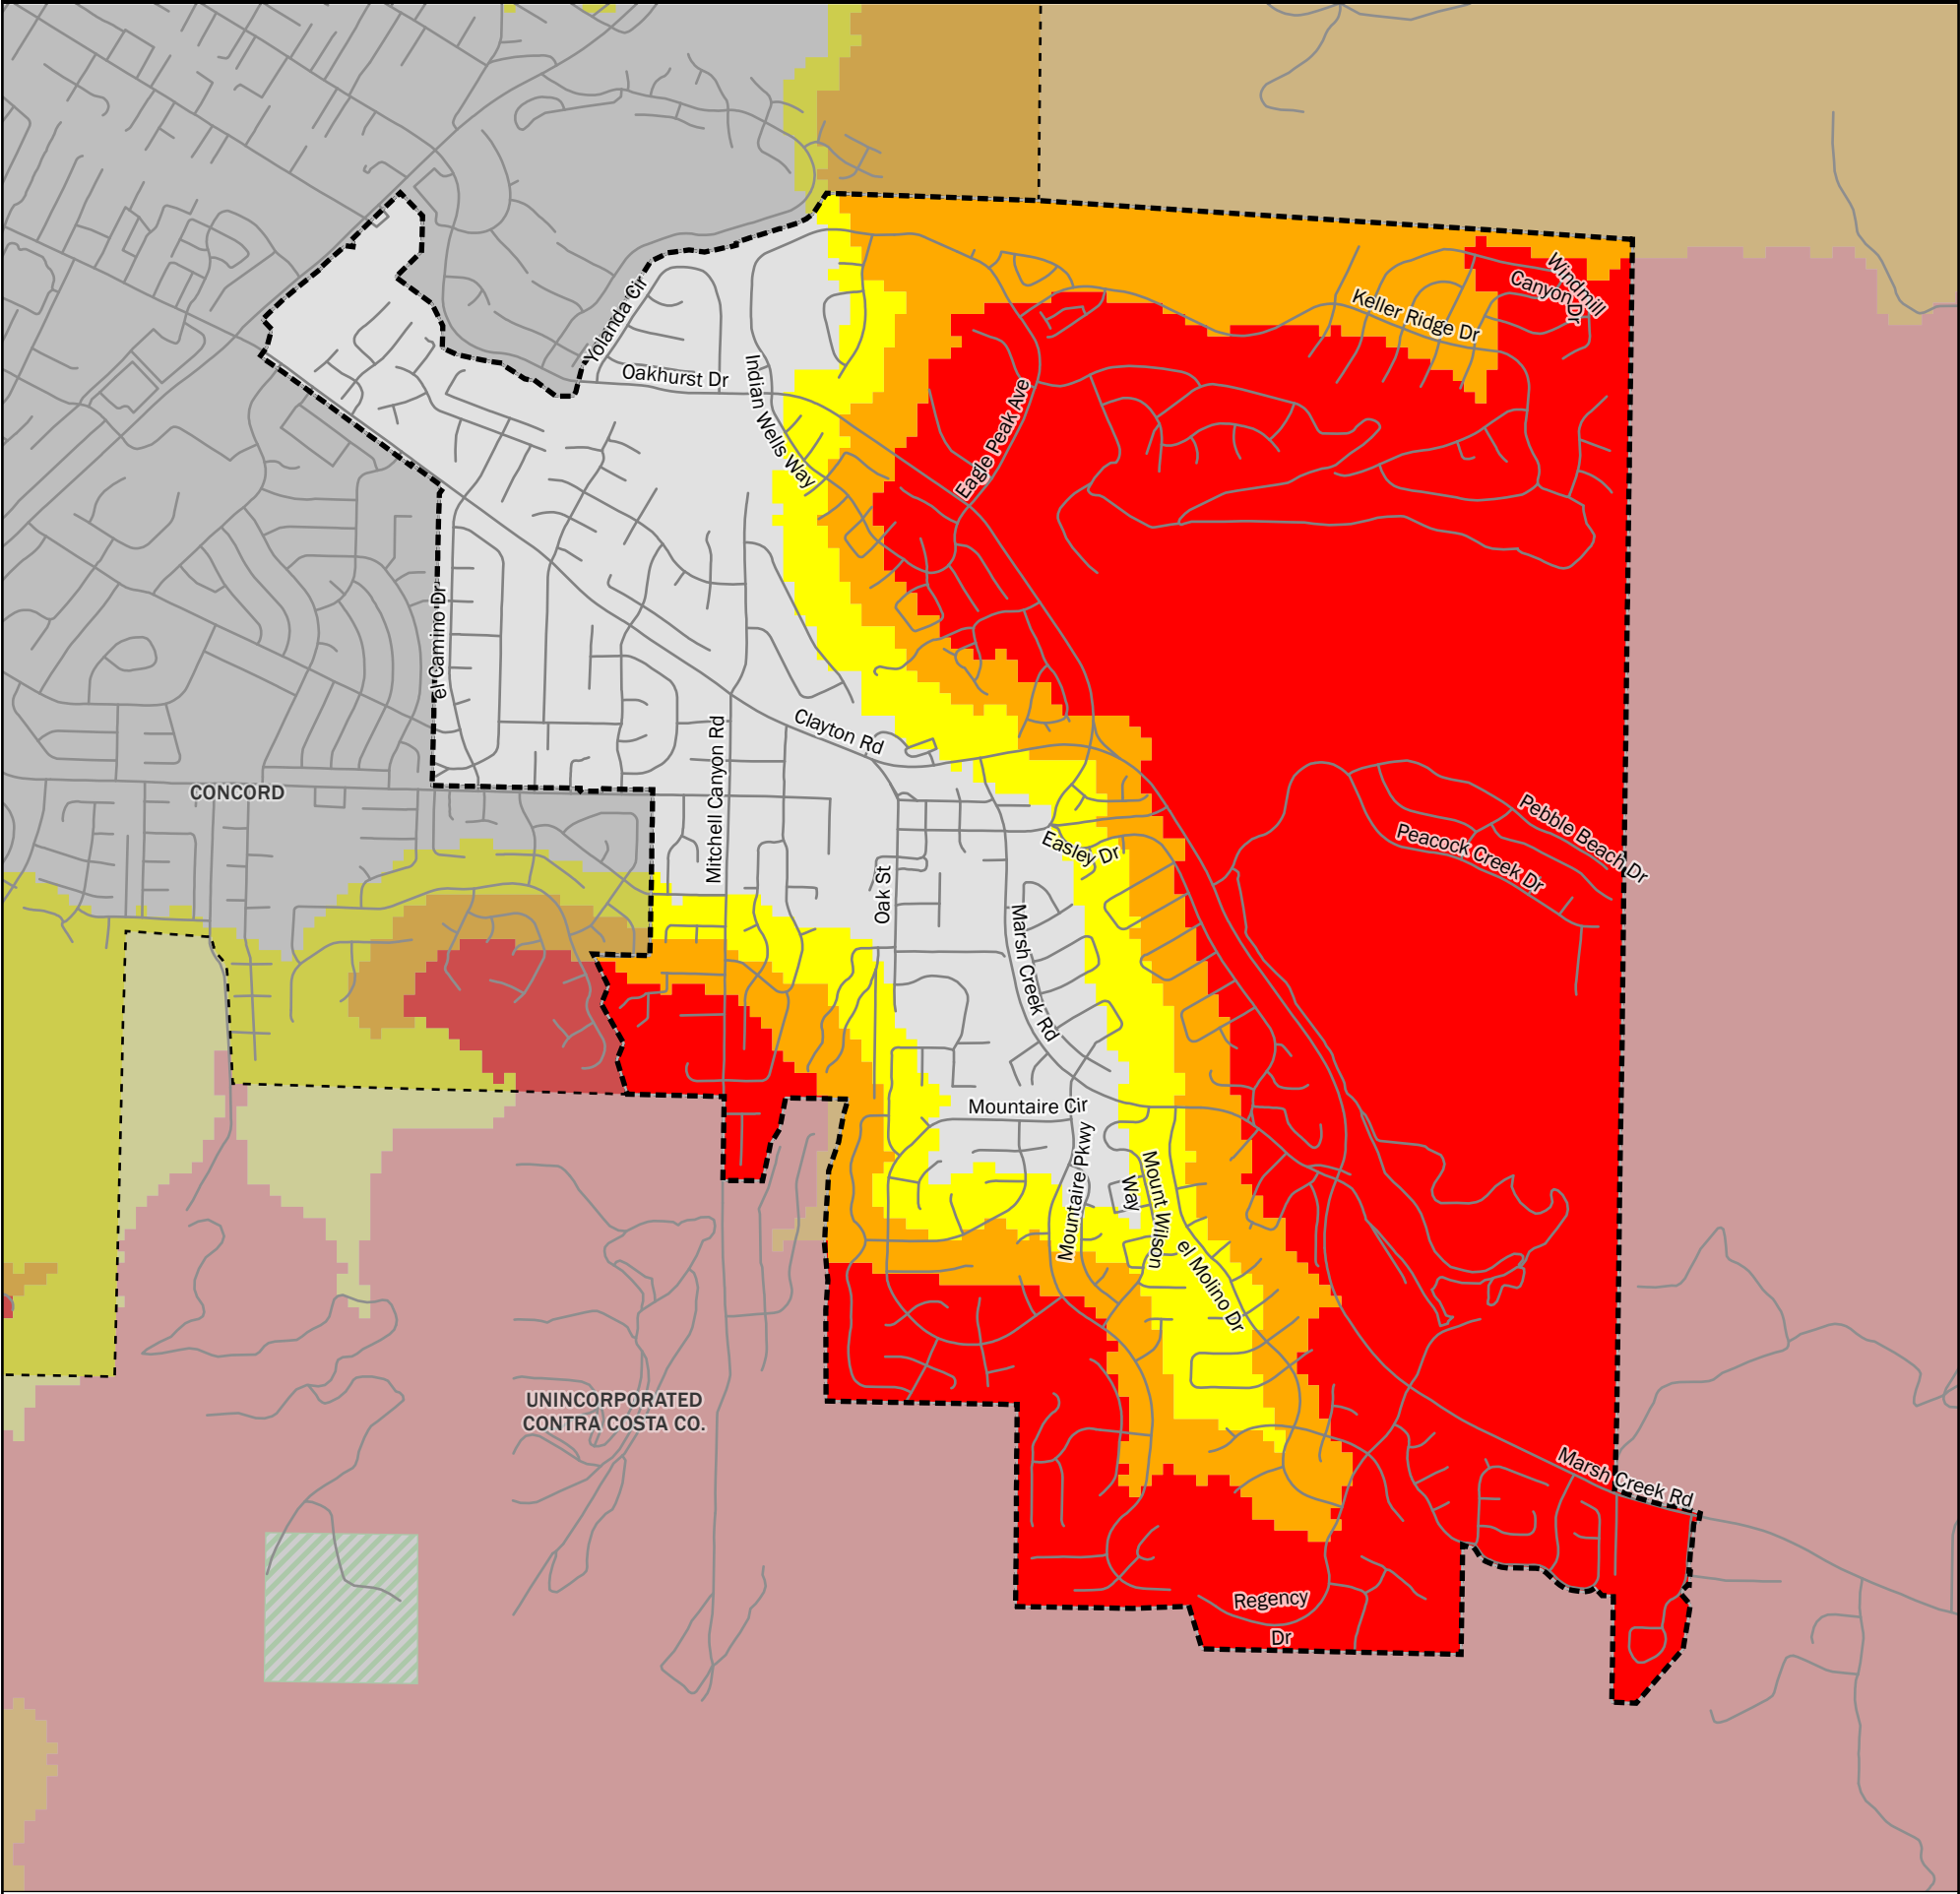 Windmill
Canyon Dr
Keller Ridge Dr
Yolanda Cir
Oakhurst Dr
Indian Wells Way
Eagle Peak Ave
el Camino Dr
Clayton Rd
Mitchell Canyon Rd
CONCORD
Pebble Beach Dr
Peacock Creek Dr
Easley Dr
Oak St
Marsh Creek Rd
Mountaire Cir
Mountaire Pkwy
Mount Wilson
Way
el Molino Dr
UNINCORPORATED
CONTRA COSTA CO.
Marsh Creek Rd
Regency
Dr